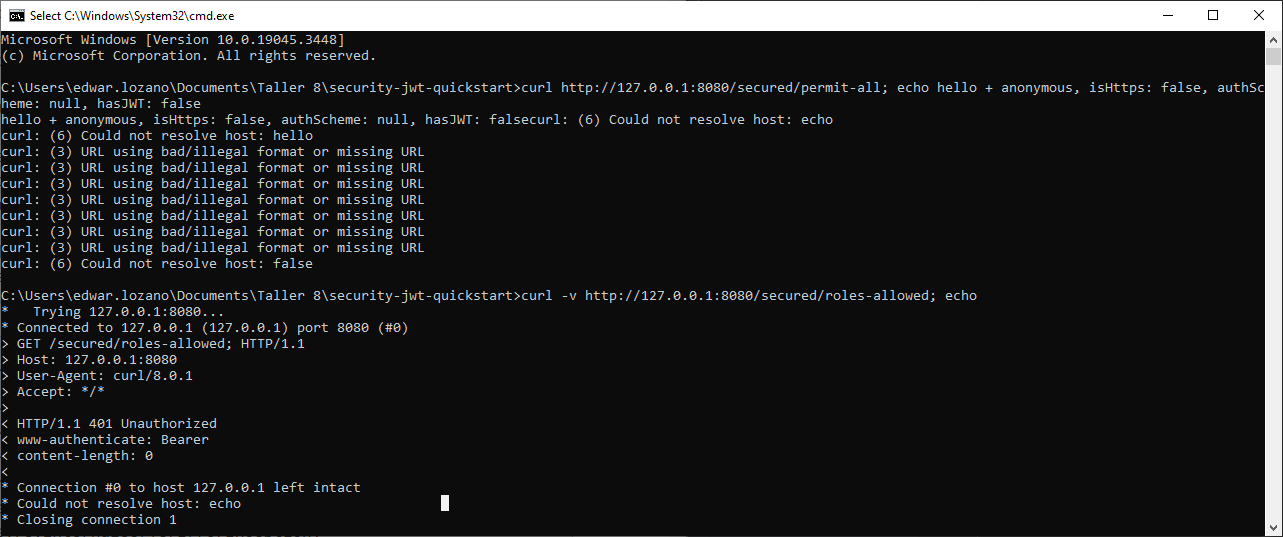 Select C:\Windows\System32\cmd.exe
Microsoft Windows [Version 10.0.19045.3448]
(c) Microsoft Corporation. All rights reserved.
C:\Users\edwar.lozano\Documents\Taller 8\security-jwt-quickstart>curl http://127.0.0.1:8080/secured/permit-all; echo hello + anonymous, isHttps: false, authSc
heme: null, hasJWT: false
hello + anonymous, isHttps: false, authScheme: null, hasJWT: falsecurl: (6) Could not resolve host: echo
curl: (6) Could not resolve host: hello
curl: (3) URL using bad/illegal format or missing URL
curl: (3) URL using bad/illegal format or missing URL
curl: (3) URL using bad/illegal format or missing URL
curl: (3) URL using bad/illegal format or missing URL
curl: (3) URL using bad/illegal format or missing URL
curl: (3) URL using bad/illegal format or missing URL
curl: (3) URL using bad/illegal format or missing URL
curl: (6) Could not resolve host: false
C:\Users\edwar.lozano\Documents\Taller 8\security-jwt-quickstart>curl -v http://127.0.0.1:8080/secured/roles-allowed; echo
*   Trying 127.0.0.1:8080...
* Connected to 127.0.0.1 (127.0.0.1) port 8080 (#0)
> GET /secured/roles-allowed; HTTP/1.1
> Host: 127.0.0.1:8080
> User-Agent: curl/8.0.1
> Accept: */*
>
< HTTP/1.1 401 Unauthorized
< www-authenticate: Bearer
< content-length: 0
<
* Connection #0 to host 127.0.0.1 left intact
* Could not resolve host: echo
* Closing connection 1